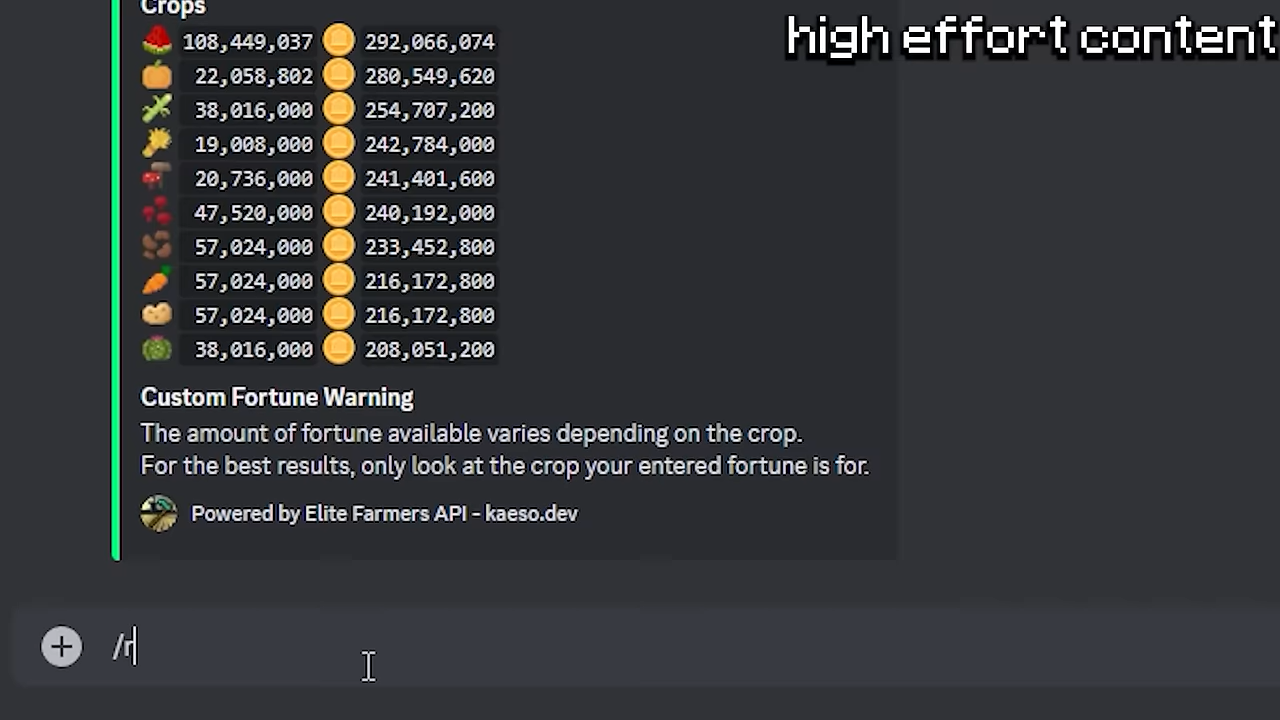 Crops
high effort content
108,449,037 292,066,074
22,058,802 280,549,620
38,016,000 254,707,200
19,008,000 242,784,000
20,736,000 241,401,600
47,520,000 240,192,000
57,024,000 233,452,800
57,024,000 216,172,800
57,024,000 216,172,800
38,016,000 208,051,200
Custom Fortune Warning
The amount of fortune available varies depending on the crop.
For the best results, only look at the crop your entered fortune is for.
Powered by Elite Farmers API - kaeso.dev
/r